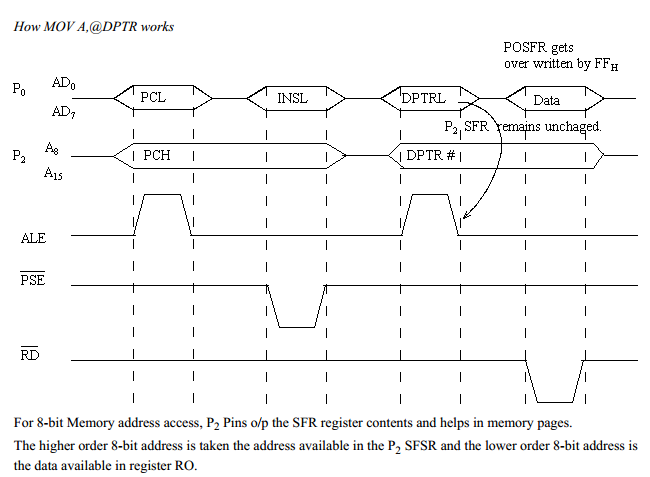 How MOV A,@DPTR works
POSFR gets
over written by FFH
P0 AD0
AD7
PCL INSL DPTRL Data
P2 SFR remains unchaged.
P2 A8
A15
PCH DPTR #
ALE
PSE
RD
For 8-bit Memory address access, P2 Pins o/p the SFR register contents and helps in memory pages.
The higher order 8-bit address is taken the address available in the P2 SFSR and the lower order 8-bit address is
the data available in register RO.